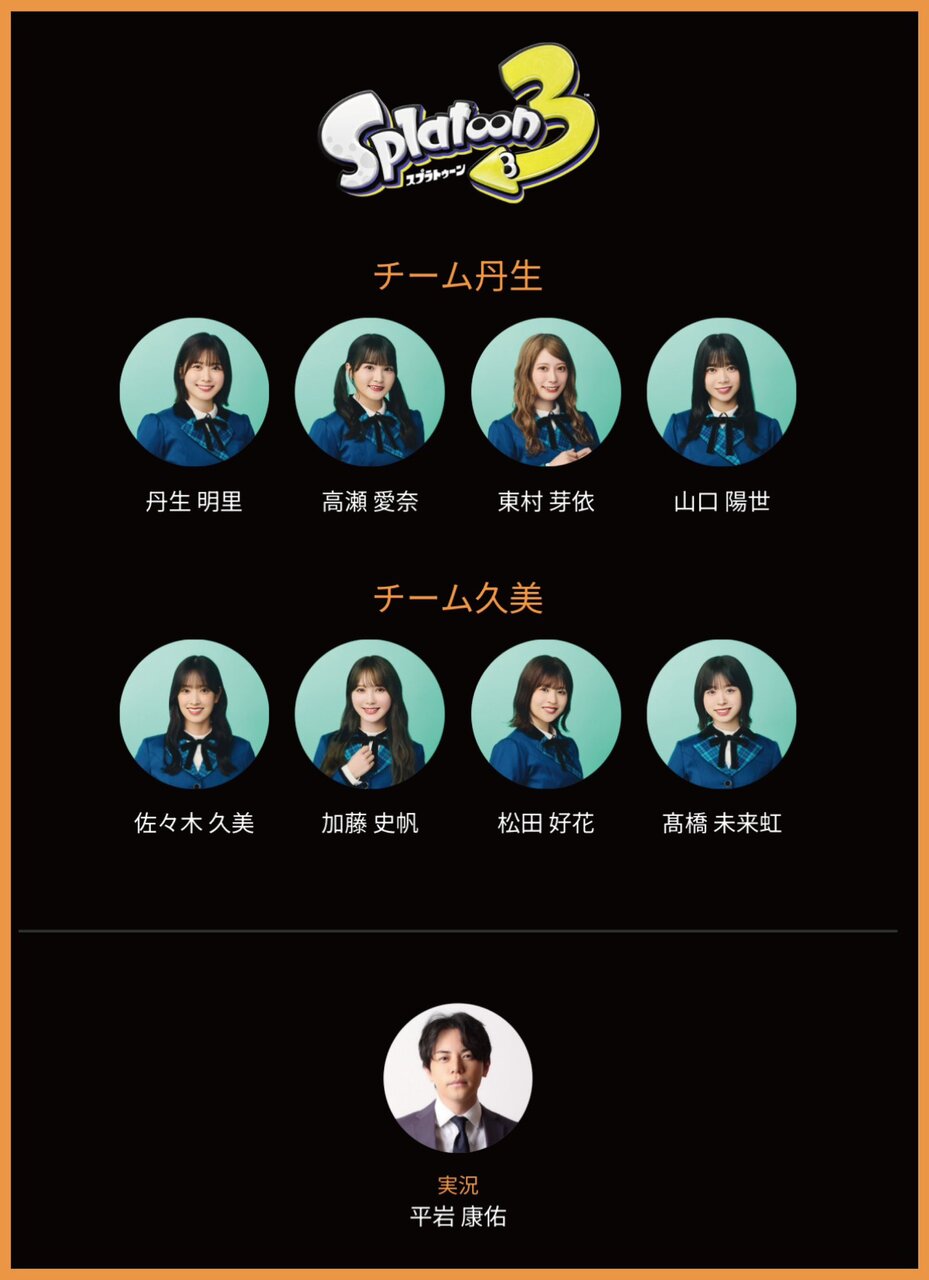 Splatoon 3
スプラトゥーン
チーム丹生
丹生 明里
高瀬 愛奈
東村 芽依
山口 陽世
チーム久美
佐々木 久美
加藤 史帆
松田 好花
髙橋 未来虹
実況
平岩 康佑